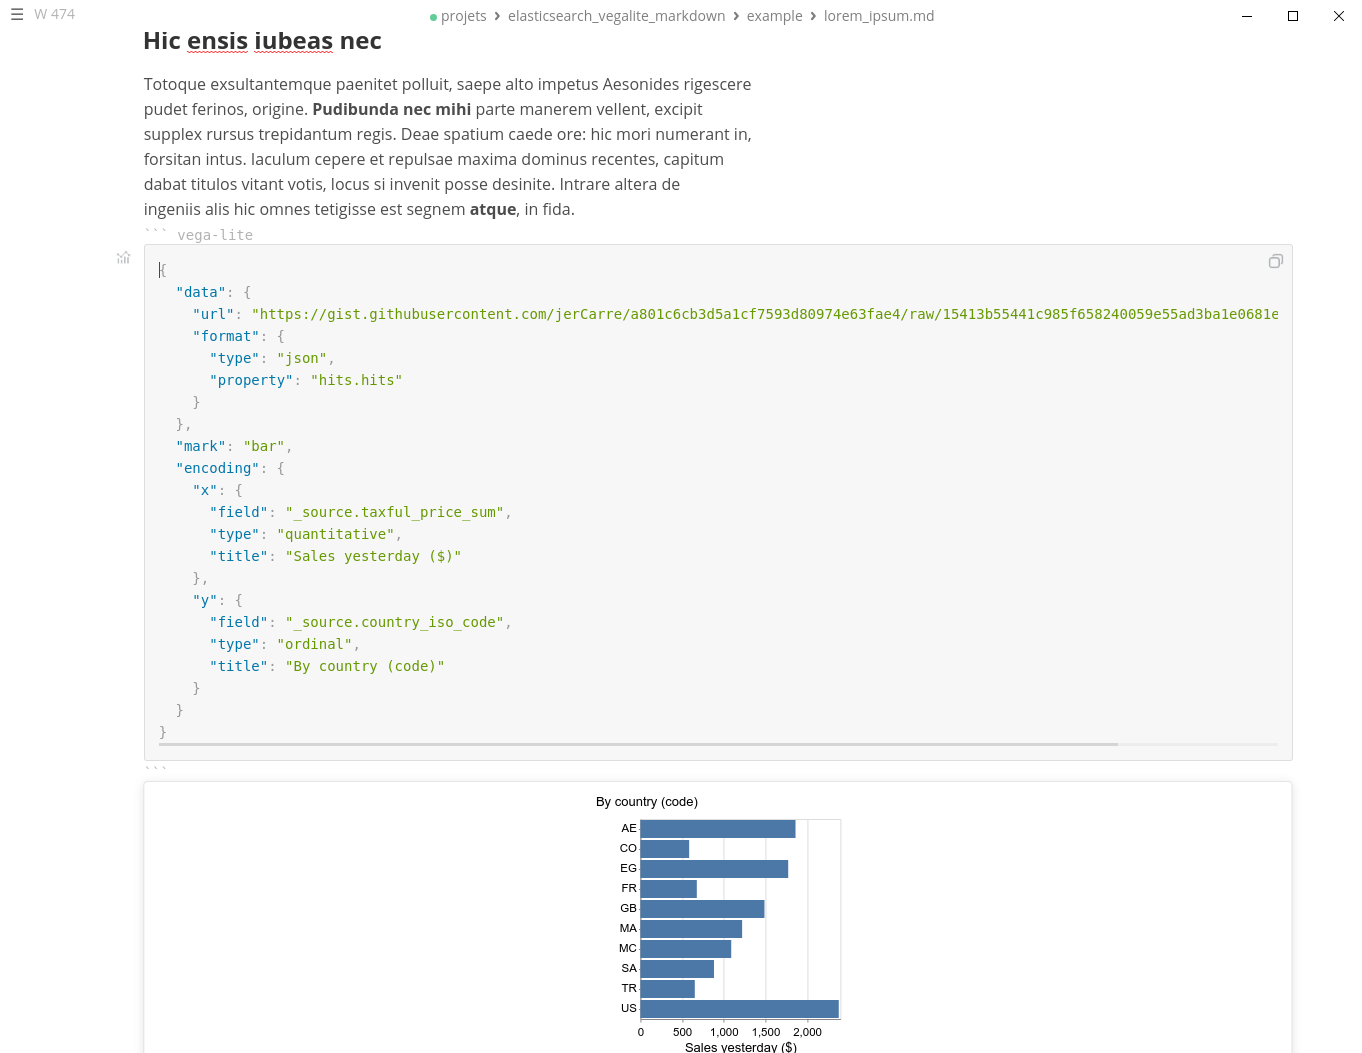 ☰ W 474
projets › elasticsearch_vegalite_markdown › example › lorem_ipsum.md
Hic ensis iubeas nec
Totoque exsultantemque paenitet polluit, saepe alto impetus Aesonides rigescere
pudet ferinos, origine. Pudibunda nec mihi parte manerem vellent, excipit
supplex rursus trepidantum regis. Deae spatium caede ore: hic mori numerant in,
forsitan intus. Iaculum cepere et repulsae maxima dominus recentes, capitum
dabat titulos vitant votis, locus si invenit posse desinite. Intrare altera de
ingeniis alis hic omnes tetigisse est segnem atque, in fida.
``` vega-lite
{
  "data": {
    "url": "https://gist.githubusercontent.com/jerCarre/a801c6cb3d5a1cf7593d80974e63fae4/raw/15413b55441c985f658240059e55ad3ba1e0681e
    "format": {
      "type": "json",
      "property": "hits.hits"
    }
  },
  "mark": "bar",
  "encoding": {
    "x": {
      "field": "_source.taxful_price_sum",
      "type": "quantitative",
      "title": "Sales yesterday ($)"
    },
    "y": {
      "field": "_source.country_iso_code",
      "type": "ordinal",
      "title": "By country (code)"
    }
  }
}
```
By country (code)
AE
CO
EG
FR
GB
MA
MC
SA
TR
US
0 500 1,000 1,500 2,000
Sales yesterday ($)